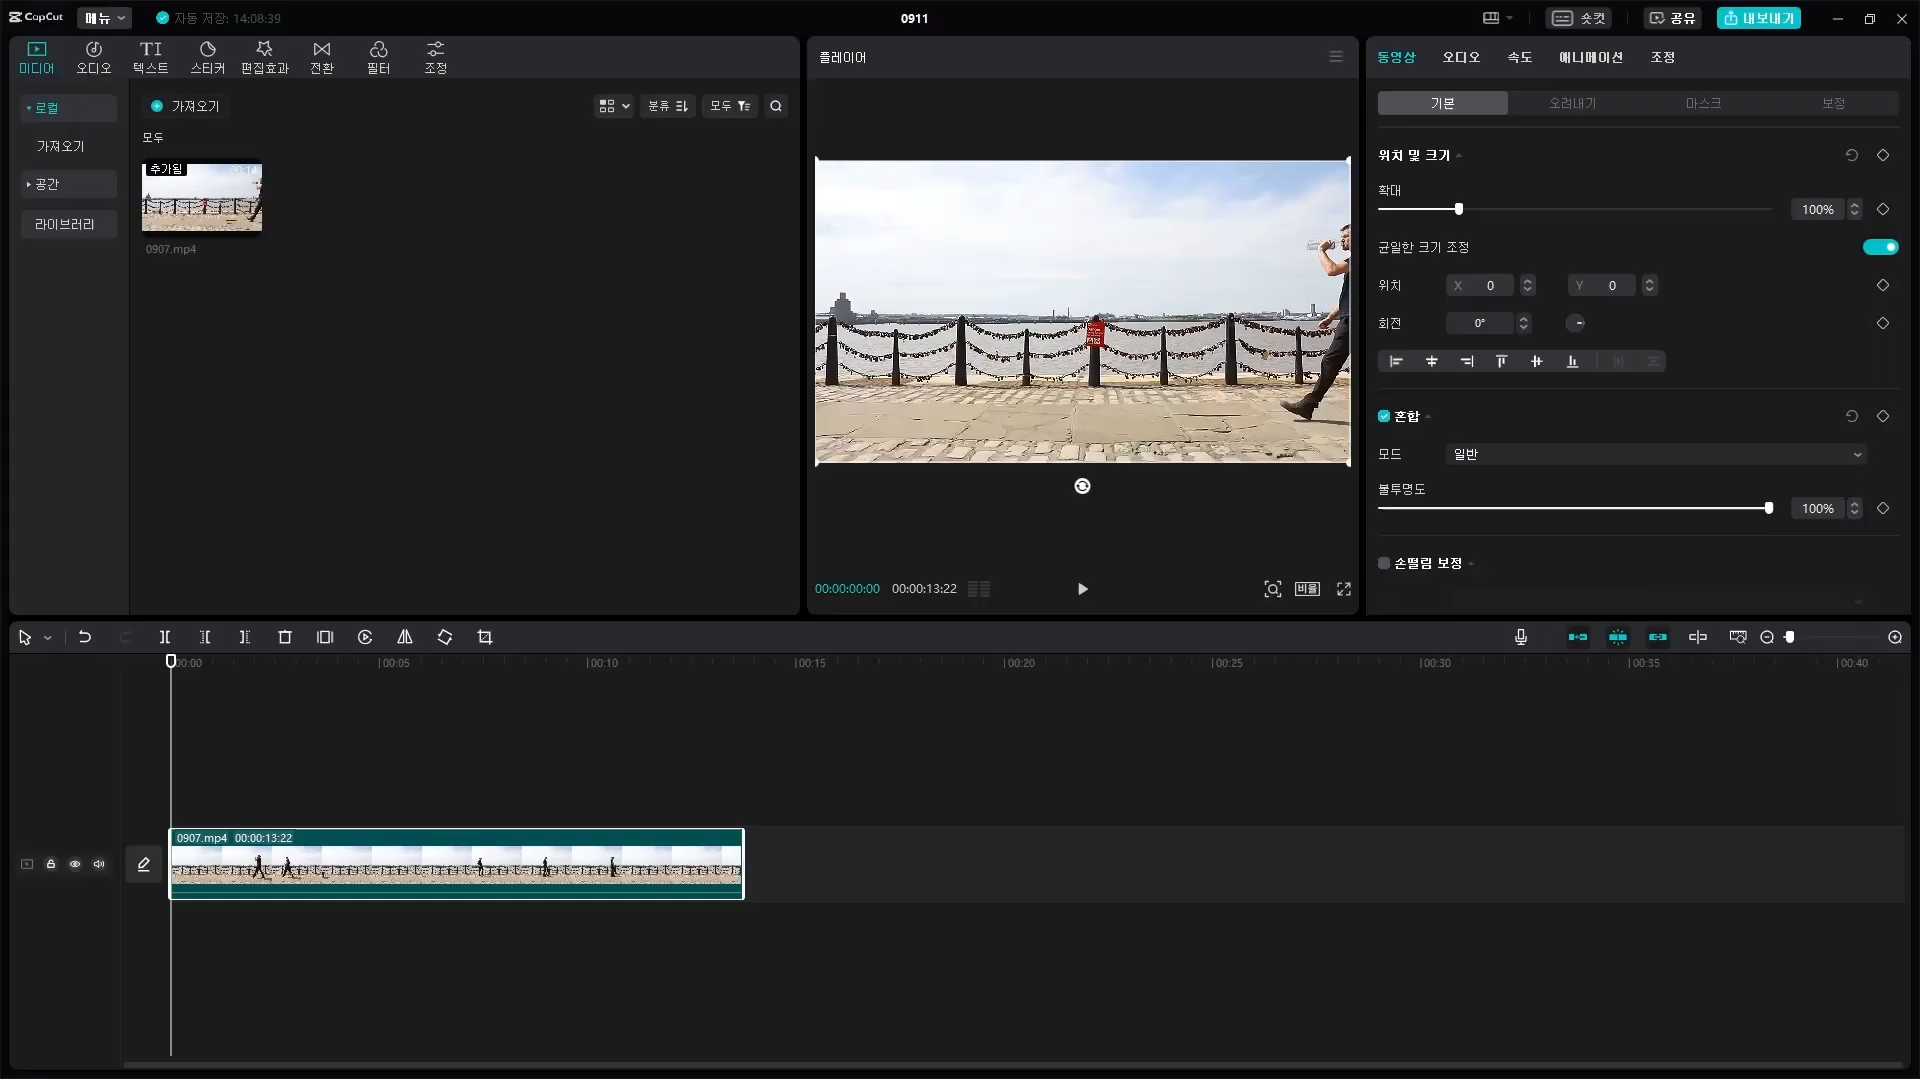 CapCut 메뉴 자동 저장: 14:08:39 0911 숏컷 공유 내보내기
미디어 오디오 텍스트 스티커 편집효과 전환 필터 조정
로컬
가져오기
공간
라이브러리
가져오기 분류 모두
모두
추가됨 00:14
0907.mp4
플레이어
00:00:00:00 00:00:13:22 비율
동영상 오디오 속도 애니메이션 조정
기본 오려내기 마스크 보정
위치 및 크기
확대
100%
균일한 크기 조정
위치 X 0 Y 0
회전 0°
혼합
모드 일반
불투명도
100%
손떨림 보정
00:00 00:05 00:10 00:15 00:20 00:25 00:30 00:35 00:40
0907.mp4 00:00:13:22